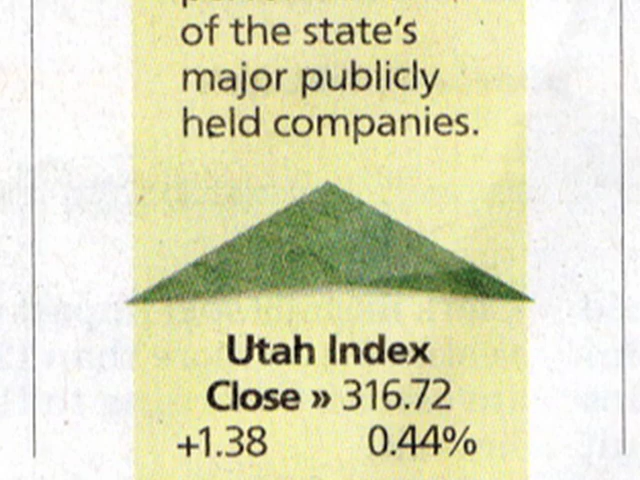 of the state's
major publicly
held companies.
Utah Index
Close » 316.72
+1.38 0.44%